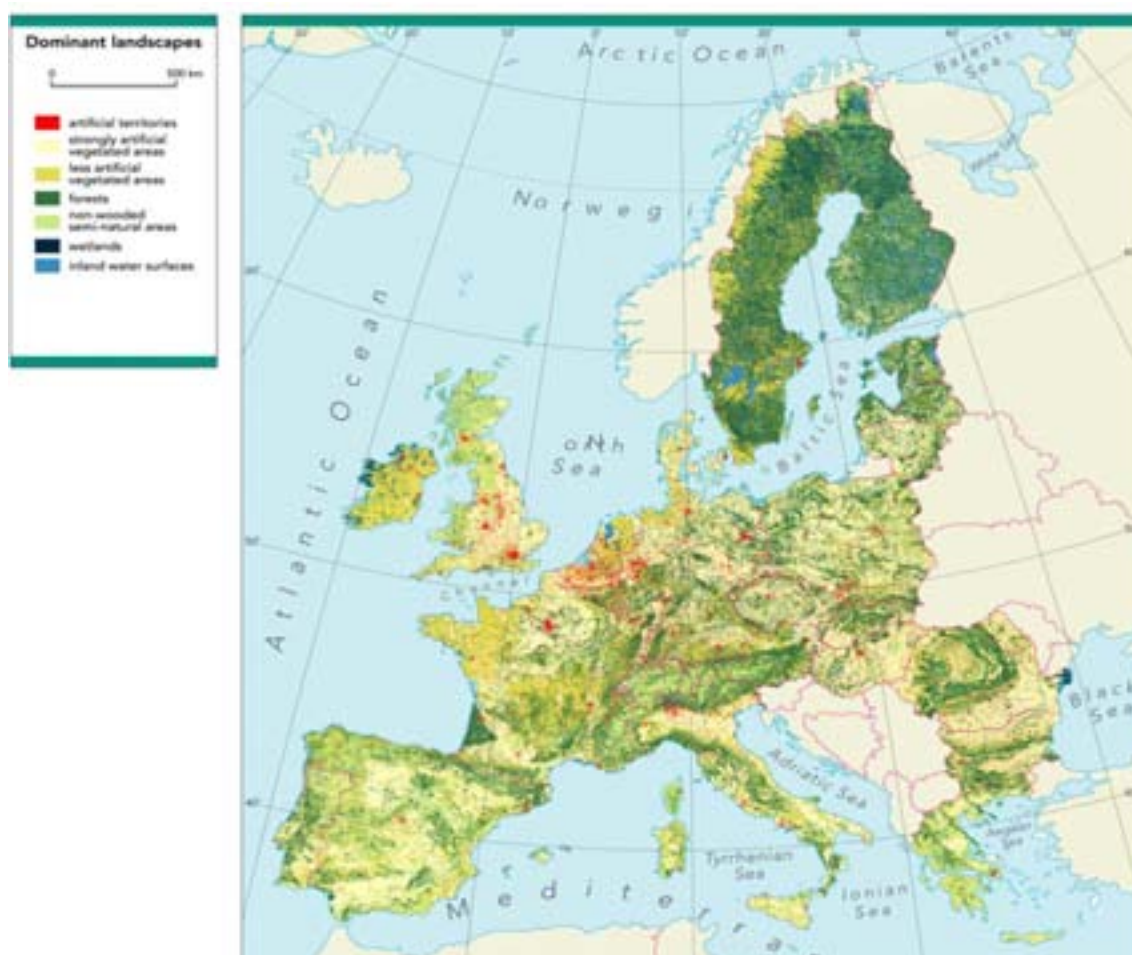 Dominant landscapes
0 500 km
artificial territories
strongly artificial
vegetated areas
less artificial
vegetated areas
forests
non-wooded
semi-natural areas
wetlands
inland water surfaces
Arctic Ocean
Barents
Sea
White Sea
Norwegi
Atlantic Ocean
North
Sea
Baltic Sea
Channel
Black
Sea
Adriatic Sea
Aegean
Sea
Tyrrhenian
Sea
Ionian
Sea
Mediterra